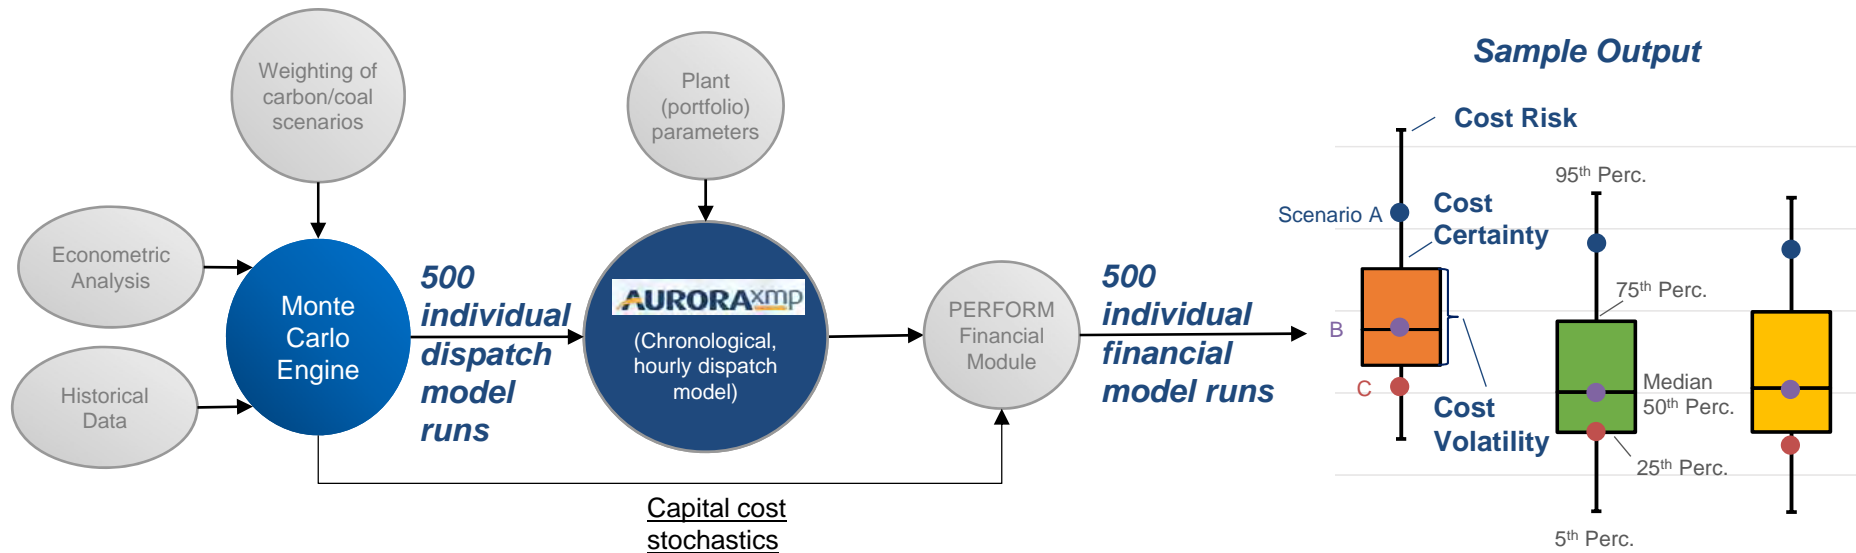 Weighting of
carbon/coal
scenarios
Econometric
Analysis
Historical
Data
Monte
Carlo
Engine
500
individual
dispatch
model
runs
Plant
(portfolio)
parameters
AURORAxmp
(Chronological,
hourly dispatch
model)
Capital cost
stochastics
PERFORM
Financial
Module
500
individual
financial
model runs
Sample Output
Cost Risk
Scenario A
Cost
Certainty
B
C
Cost
Volatility
95th Perc.
75th Perc.
Median
50th Perc.
25th Perc.
5th Perc.